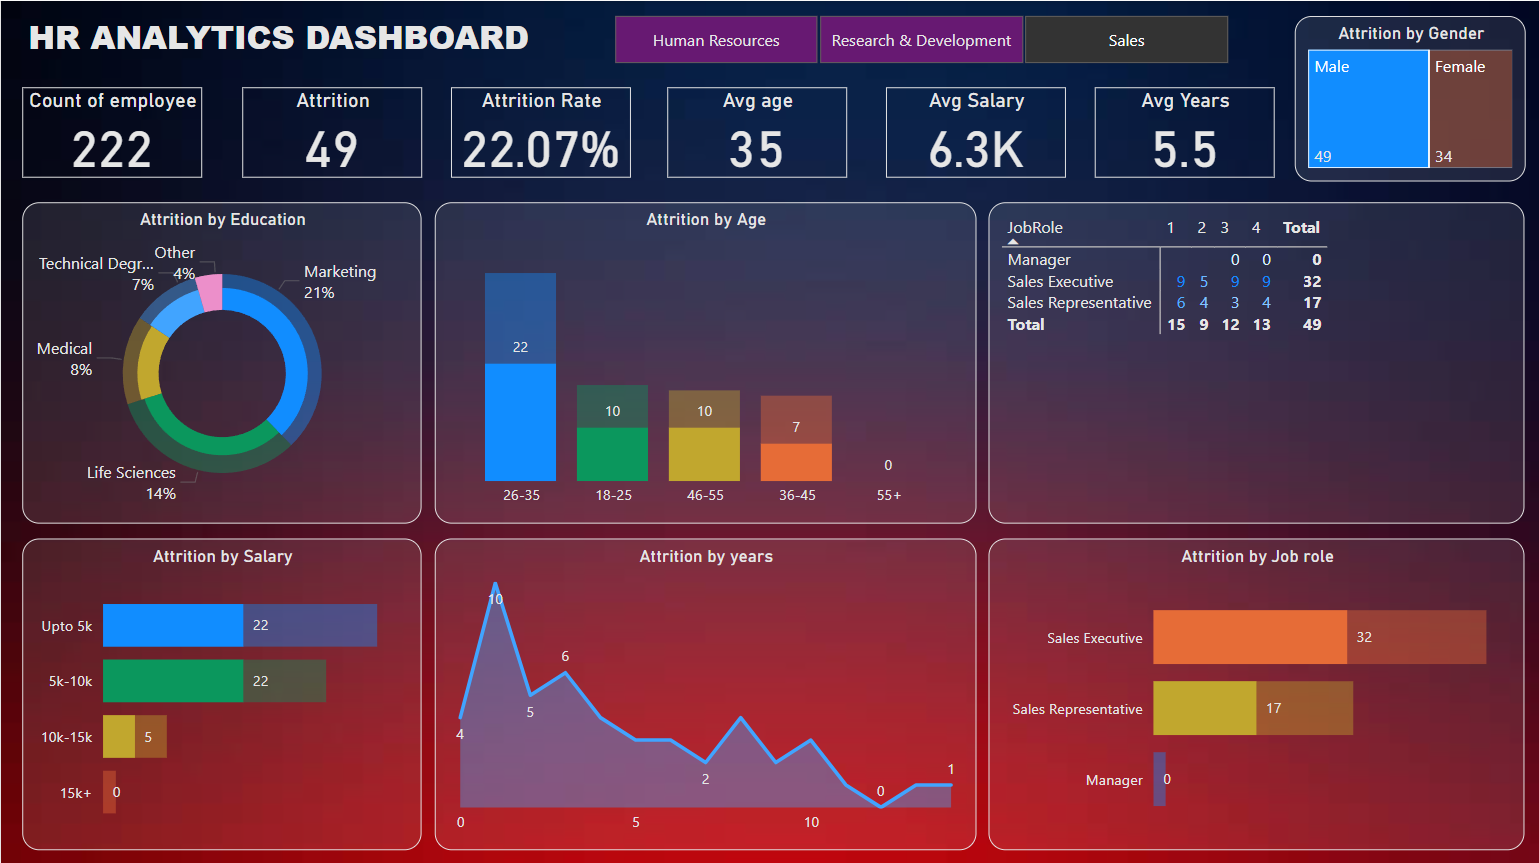 HR ANALYTICS DASHBOARD
Human Resources
Research & Development
Sales
Attrition by Gender
Male
Female
49
34
Count of employee
222
Attrition
49
Attrition Rate
22.07%
Avg age
35
Avg Salary
6.3K
Avg Years
5.5
Attrition by Education
Other
4%
Technical Degr...
7%
Marketing
21%
Medical
8%
Life Sciences
14%
Attrition by Age
22
10
10
7
0
26-35
18-25
46-55
36-45
55+
JobRole 1 2 3 4 Total
Manager 0 0 0
Sales Executive 9 5 9 9 32
Sales Representative 6 4 3 4 17
Total 15 9 12 13 49
Attrition by Salary
Upto 5k 22
5k-10k 22
10k-15k 5
15k+ 0
Attrition by years
10
6
5
4
2
0
1
0 5 10
Attrition by Job role
Sales Executive 32
Sales Representative 17
Manager 0